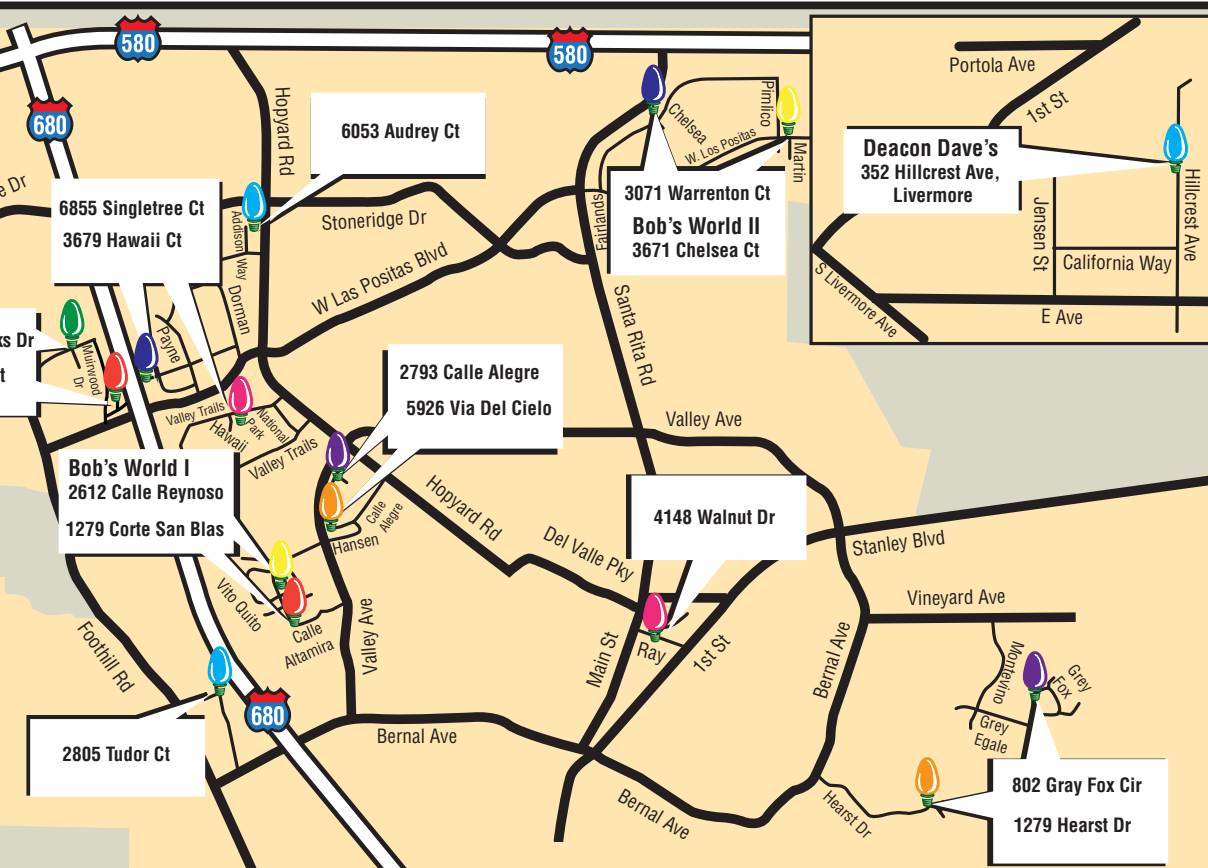 580
580
680
Hopyard Rd
6053 Audrey Ct
Chelsea
Pimlico
W. Los Positas
Martin
Portola Ave
1st St
Deacon Dave's
352 Hillcrest Ave,
Livermore
Hillcrest Ave
Jensen St
California Way
S Livermore Ave
E Ave
e Dr
6855 Singletree Ct
3679 Hawaii Ct
Addison Way
Stoneridge Dr
3071 Warrenton Ct
Bob's World II
3671 Chelsea Ct
Fairlands
W Las Positas Blvd
Dorman
Santa Rita Rd
ks Dr
t
Muirwood
Dr
Payne
2793 Calle Alegre
5926 Via Del Cielo
Valley Trails
Hawaii
National
Park
Valley Trails
Valley Ave
Bob's World I
2612 Calle Reynoso
1279 Corte San Blas
Calle
Alegre
Hansen
Hopyard Rd
Del Valle Pky
4148 Walnut Dr
Stanley Blvd
Vito Quito
Calle
Altamira
Valley Ave
Vineyard Ave
Foothill Rd
Main St
Ray
1st St
Bernal Ave
Montevino
Grey
Fox
Grey
Egale
680
2805 Tudor Ct
Bernal Ave
Bernal Ave
Hearst Dr
802 Gray Fox Cir
1279 Hearst Dr